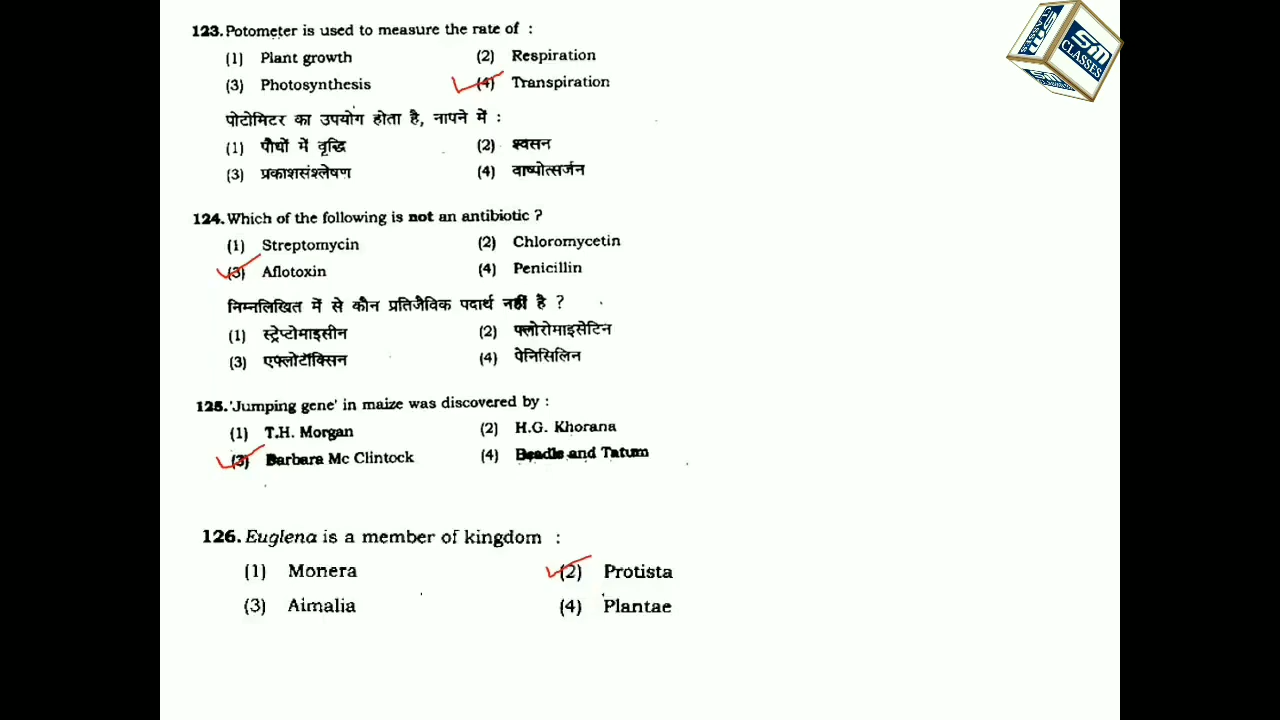 123. Potometer is used to measure the rate of :
(1) Plant growth (2) Respiration
(3) Photosynthesis (4) Transpiration
पोटोमिटर का उपयोग होता है, नापने में :
(1) पौधों में वृद्धि (2) श्वसन
(3) प्रकाशसंश्लेषण (4) वाष्पोत्सर्जन
124. Which of the following is not an antibiotic ?
(1) Streptomycin (2) Chloromycetin
(3) Aflotoxin (4) Penicillin
निम्नलिखित में से कौन प्रतिजैविक पदार्थ नहीं है ?
(1) स्ट्रेप्टोमाइसीन (2) क्लोरोमाइसेटिन
(3) एफ्लोटॉक्सिन (4) पेनिसिलिन
125. 'Jumping gene' in maize was discovered by :
(1) T.H. Morgan (2) H.G. Khorana
(3) Barbara Mc Clintock (4) Beadle and Tatum
126. Euglena is a member of kingdom :
(1) Monera (2) Protista
(3) Aimalia (4) Plantae
SM
CLASSES